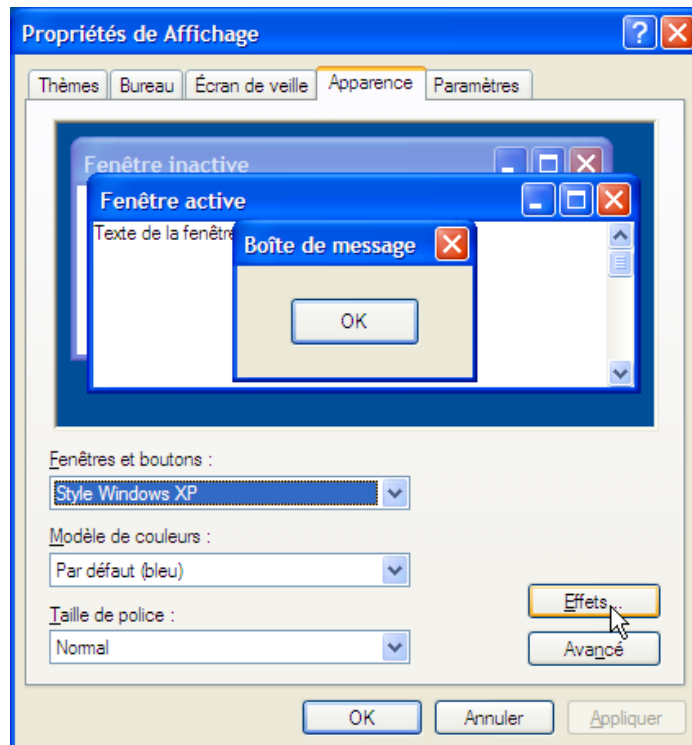 Propriétés de Affichage
Thèmes Bureau Écran de veille Apparence Paramètres
Fenêtre inactive
Fenêtre active
Texte de la fenêtre
Boîte de message
OK
Fenêtres et boutons :
Style Windows XP
Modèle de couleurs :
Par défaut (bleu)
Effets...
Taille de police :
Normal
Avancé
OK Annuler Appliquer